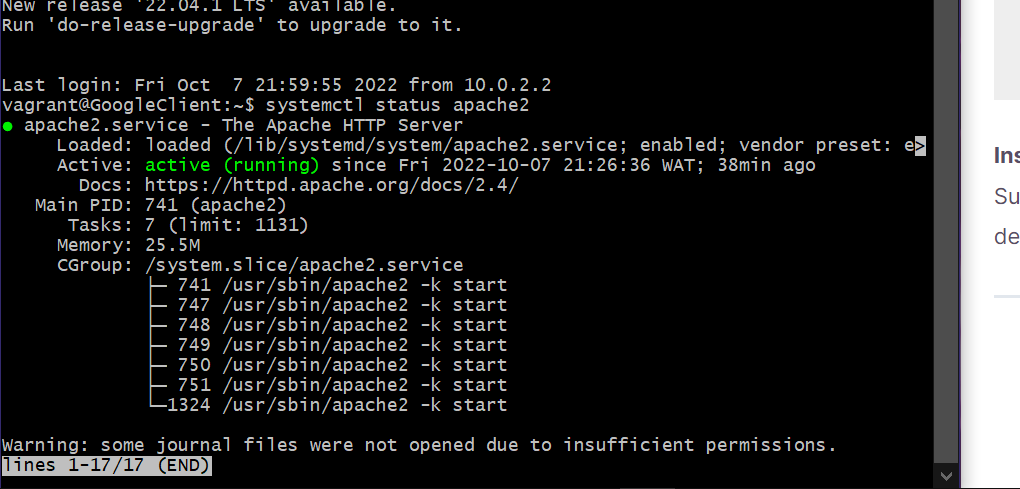 New release '22.04.1 LTS' available.
Run 'do-release-upgrade' to upgrade to it.
Last login: Fri Oct  7 21:59:55 2022 from 10.0.2.2
vagrant@GoogleClient:~$ systemctl status apache2
● apache2.service - The Apache HTTP Server
     Loaded: loaded (/lib/systemd/system/apache2.service; enabled; vendor preset: e>
     Active: active (running) since Fri 2022-10-07 21:26:36 WAT; 38min ago
       Docs: https://httpd.apache.org/docs/2.4/
   Main PID: 741 (apache2)
      Tasks: 7 (limit: 1131)
     Memory: 25.5M
     CGroup: /system.slice/apache2.service
             ├─ 741 /usr/sbin/apache2 -k start
             ├─ 747 /usr/sbin/apache2 -k start
             ├─ 748 /usr/sbin/apache2 -k start
             ├─ 749 /usr/sbin/apache2 -k start
             ├─ 750 /usr/sbin/apache2 -k start
             ├─ 751 /usr/sbin/apache2 -k start
             └─1324 /usr/sbin/apache2 -k start
Warning: some journal files were not opened due to insufficient permissions.
lines 1-17/17 (END)
Ins
Su
de